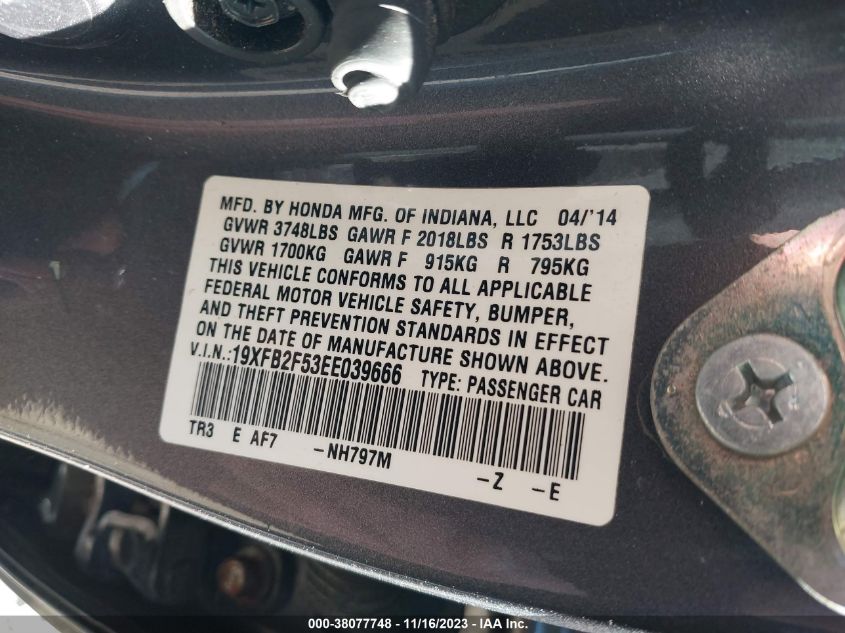 MFD. BY HONDA MFG. OF INDIANA, LLC 04/'14
GVWR 3748LBS GAWR F 2018LBS R 1753LBS
GVWR 1700KG GAWR F 915KG R 795KG
THIS VEHICLE CONFORMS TO ALL APPLICABLE
FEDERAL MOTOR VEHICLE SAFETY, BUMPER,
AND THEFT PREVENTION STANDARDS IN EFFECT
ON THE DATE OF MANUFACTURE SHOWN ABOVE.
V.I.N.:19XFB2F53EE039666 TYPE: PASSENGER CAR
TR3 E AF7 -NH797M -Z -E
000-38077748 - 11/16/2023 - IAA Inc.